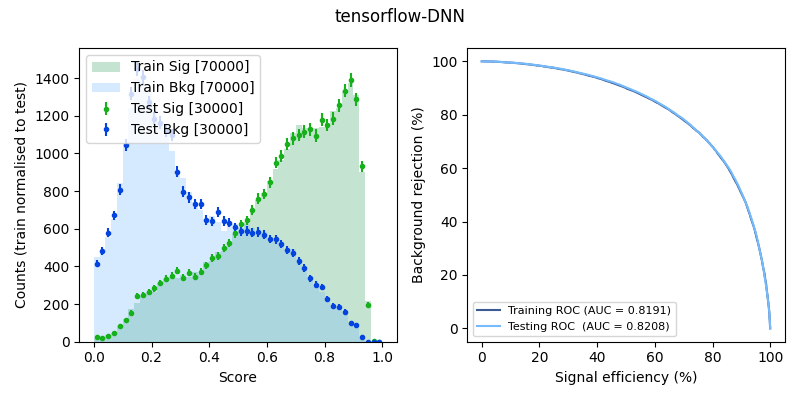 tensorflow-DNN
Counts (train normalised to test)
1400
1200
1000
800
600
400
200
0
Train Sig [70000]
Train Bkg [70000]
Test Sig [30000]
Test Bkg [30000]
0.0 0.2 0.4 0.6 0.8 1.0
Score
Background rejection (%)
100
80
60
40
20
0
Training ROC (AUC = 0.8191)
Testing ROC (AUC = 0.8208)
0 20 40 60 80 100
Signal efficiency (%)